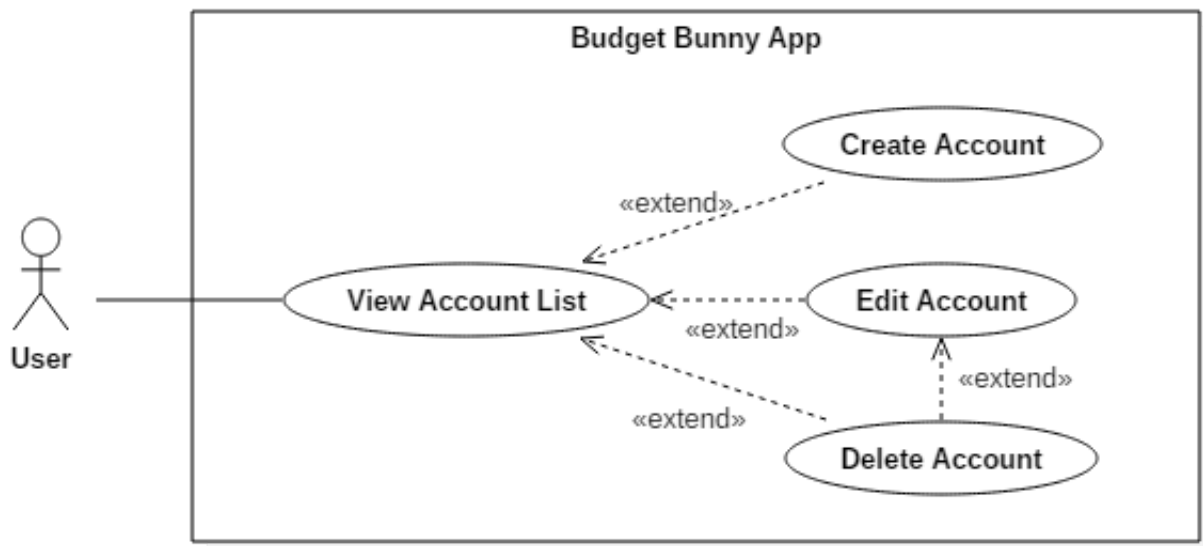 Budget Bunny App
Create Account
«extend»
View Account List
Edit Account
«extend»
User
«extend»
«extend»
Delete Account